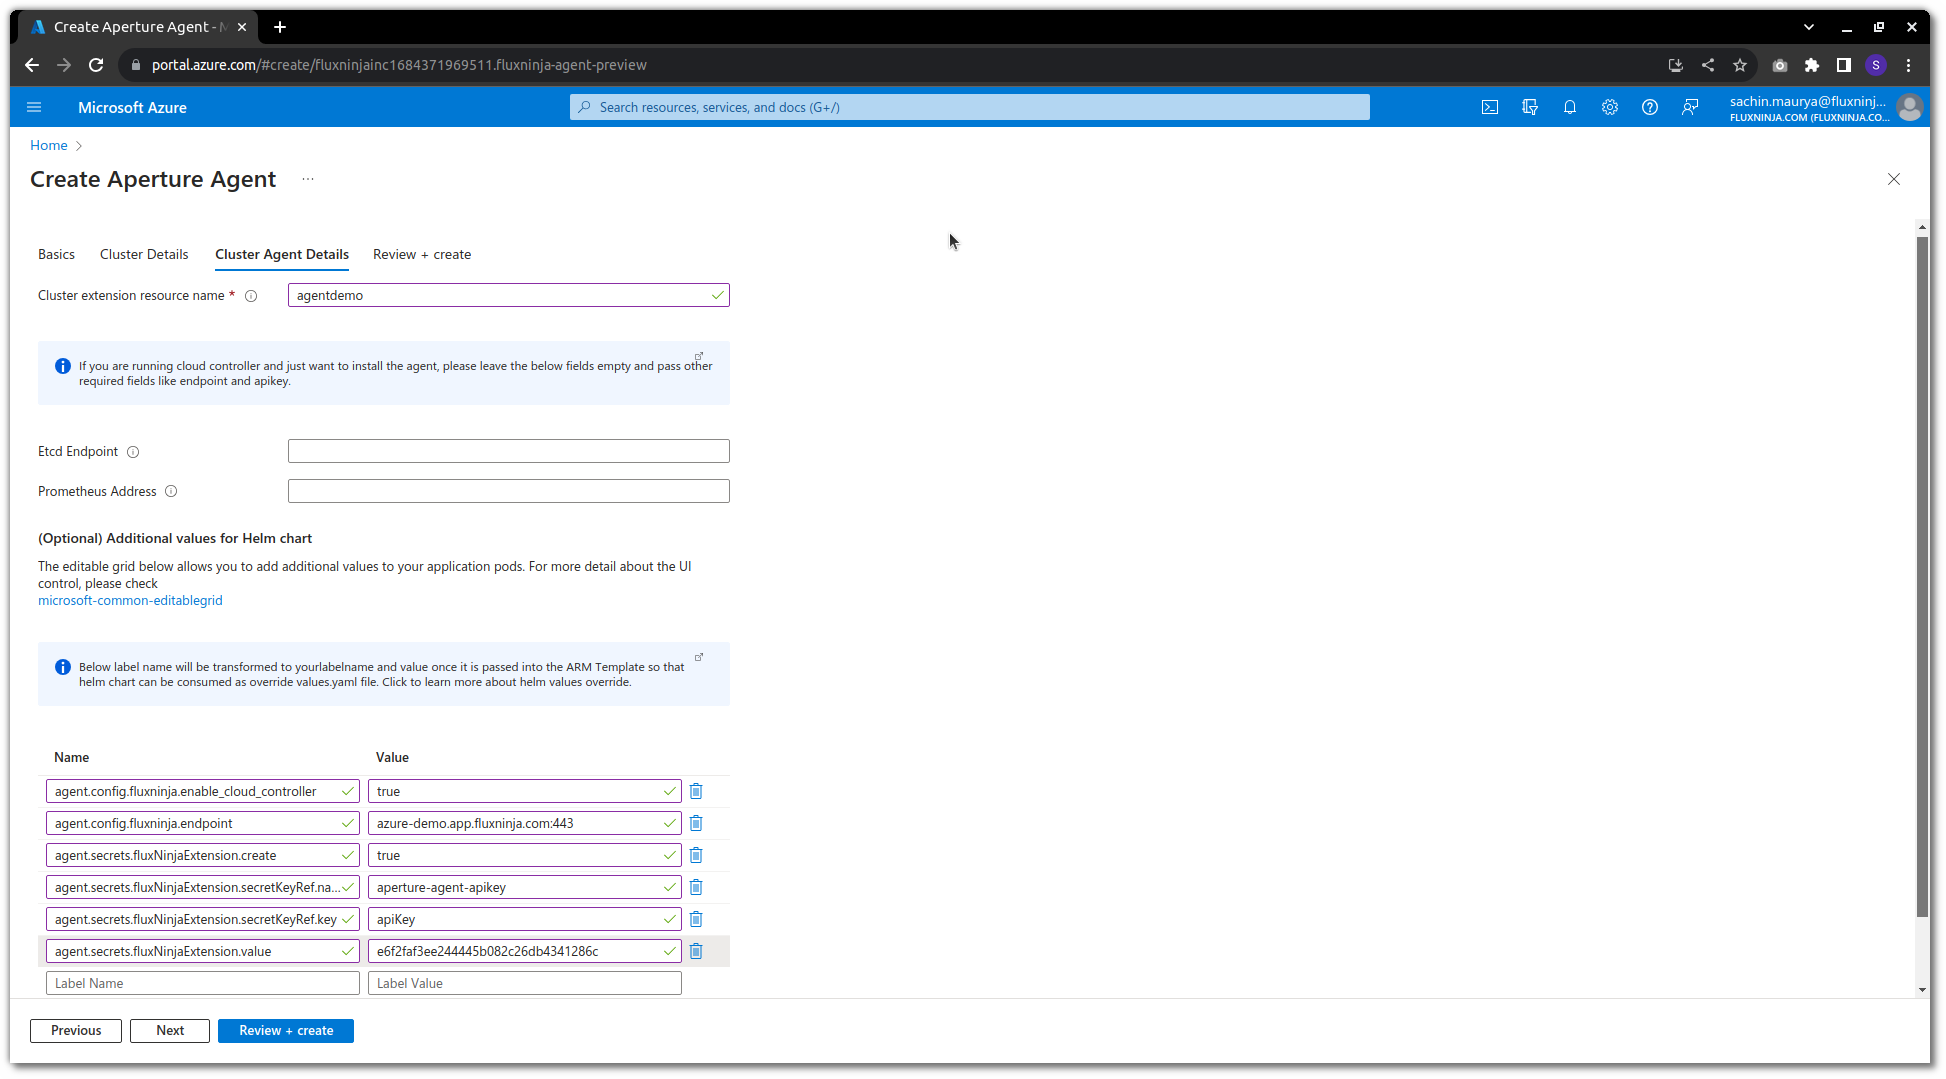 Create Aperture Agent - M
portal.azure.com/#create/fluxninjainc1684371969511.fluxninja-agent-preview
S
Microsoft Azure
Search resources, services, and docs (G+/)
sachin.maurya@fluxninj...
FLUXNINJA.COM (FLUXNINJA.CO...
Home
Create Aperture Agent
...
Basics
Cluster Details
Cluster Agent Details
Review + create
Cluster extension resource name *
agentdemo
If you are running cloud controller and just want to install the agent, please leave the below fields empty and pass other
required fields like endpoint and apikey.
Etcd Endpoint
Prometheus Address
(Optional) Additional values for Helm chart
The editable grid below allows you to add additional values to your application pods. For more detail about the UI
control, please check
microsoft-common-editablegrid
Below label name will be transformed to yourlabelname and value once it is passed into the ARM Template so that
helm chart can be consumed as override values.yaml file. Click to learn more about helm values override.
Name Value
agent.config.fluxninja.enable_cloud_controller true
agent.config.fluxninja.endpoint azure-demo.app.fluxninja.com:443
agent.secrets.fluxNinjaExtension.create true
agent.secrets.fluxNinjaExtension.secretKeyRef.na... aperture-agent-apikey
agent.secrets.fluxNinjaExtension.secretKeyRef.key apiKey
agent.secrets.fluxNinjaExtension.value e6f2faf3ee244445b082c26db4341286c
Label Name Label Value
Previous
Next
Review + create